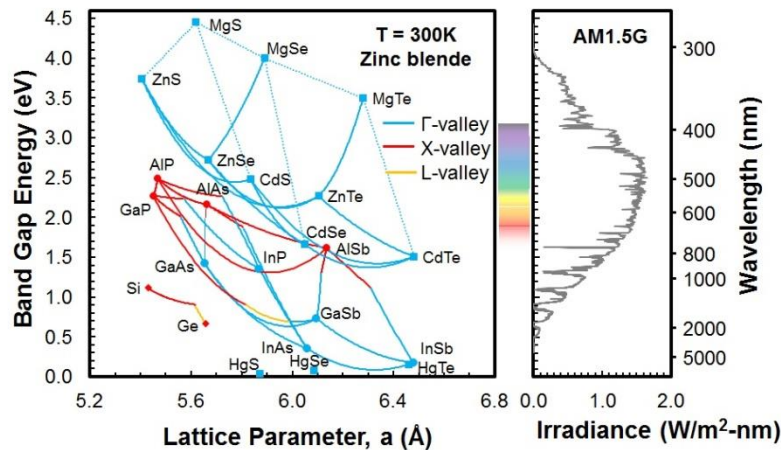 4.5
4.0
3.5
3.0
2.5
2.0
1.5
1.0
0.5
0.0
Band Gap Energy (eV)
5.2
5.6
6.0
6.4
6.8
Lattice Parameter, a (Å)
T = 300K
Zinc blende
Γ-valley
X-valley
L-valley
MgS
MgSe
ZnS
MgTe
ZnSe
CdS
AlP
AlAs
ZnTe
GaP
CdSe
AlSb
InP
CdTe
GaAs
Si
GaSb
Ge
InAs
InSb
HgS
HgSe
HgTe
AM1.5G
300
400
500
600
800
1000
2000
5000
Wavelength (nm)
0.0
1.0
2.0
Irradiance (W/m²-nm)